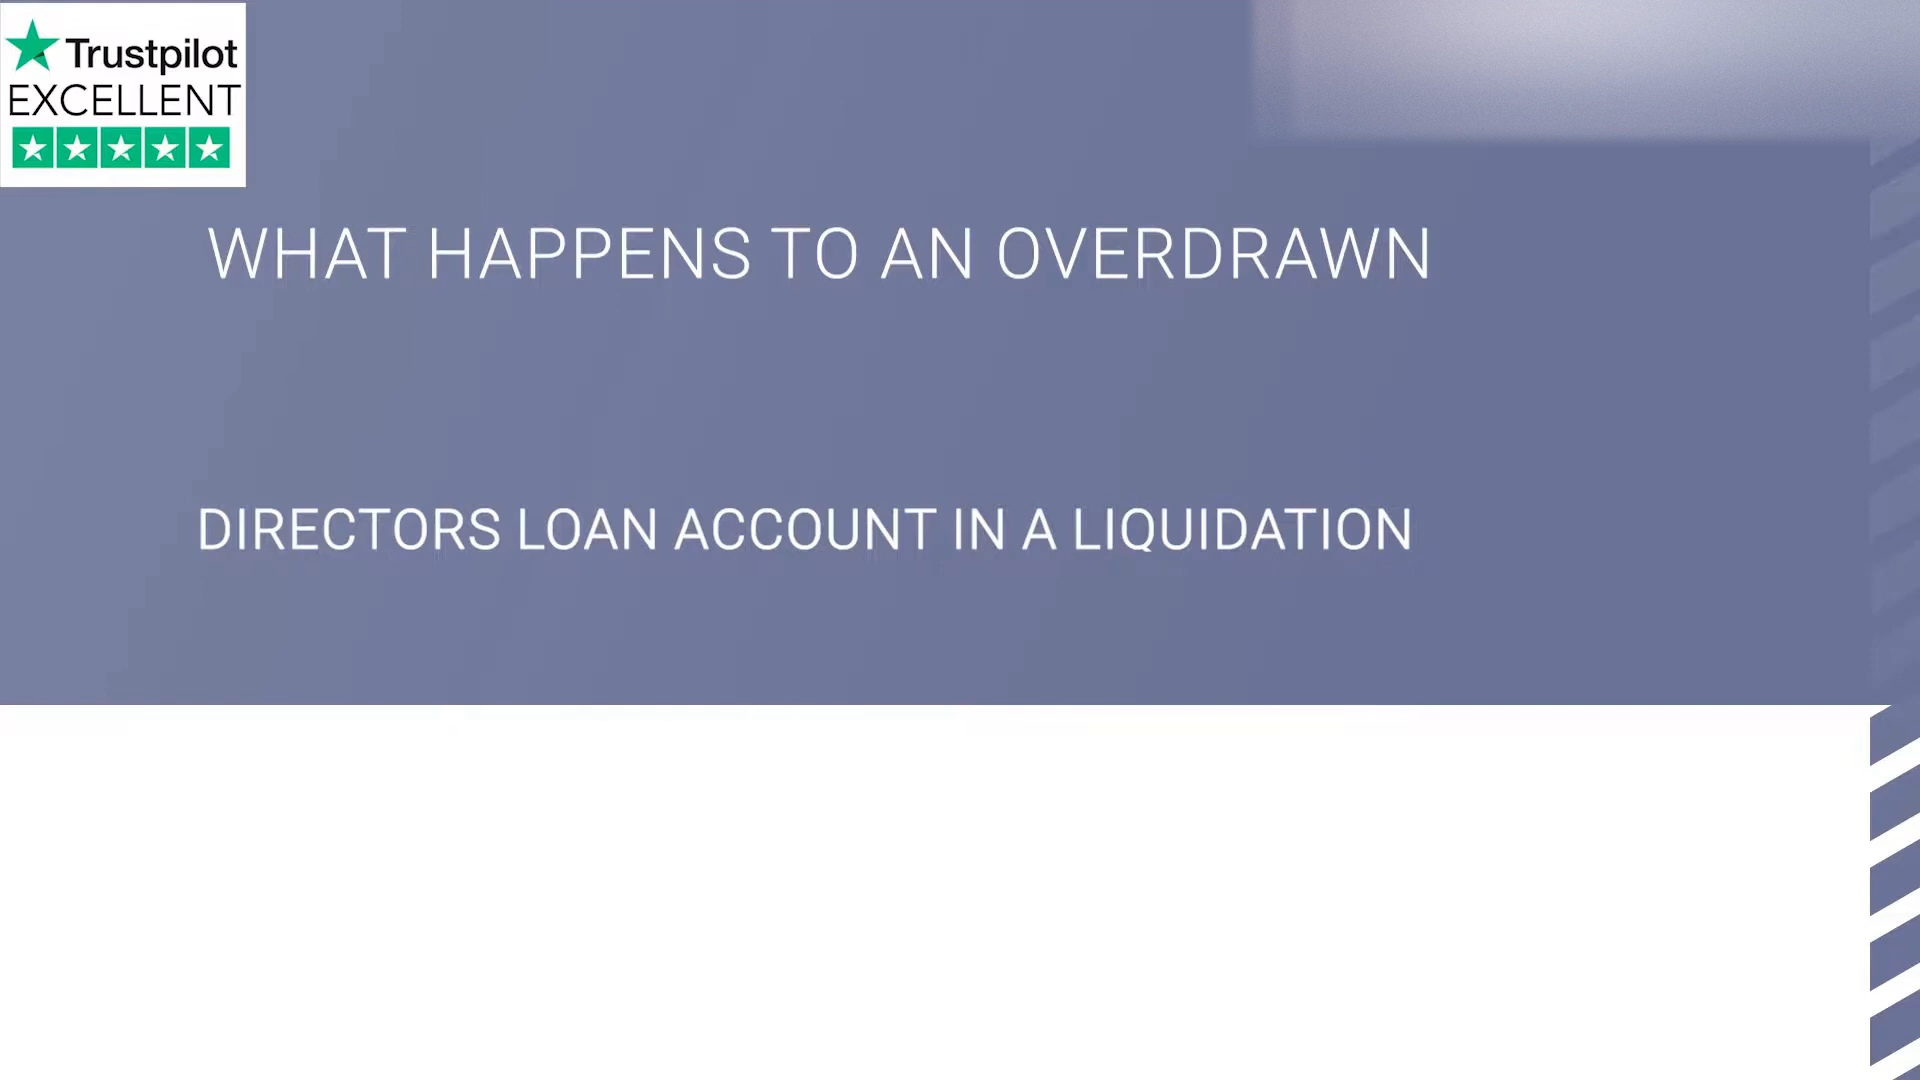 Trustpilot
EXCELLENT
WHAT HAPPENS TO AN OVERDRAWN
DIRECTORS LOAN ACCOUNT IN A LIQUIDATION